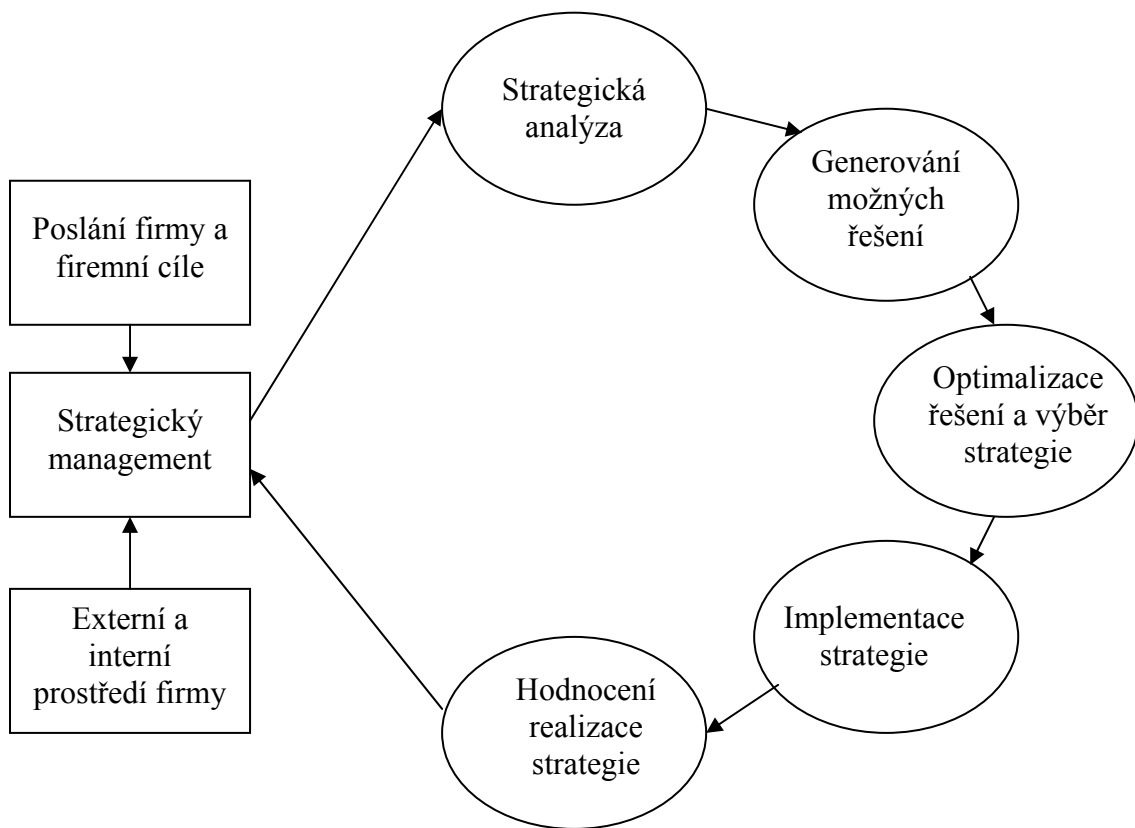 Strategická
analýza
Generování
možných
řešení
Poslání firmy a
firemní cíle
Strategický
management
Optimalizace
řešení a výběr
strategie
Externí a
interní
prostředí firmy
Implementace
strategie
Hodnocení
realizace
strategie